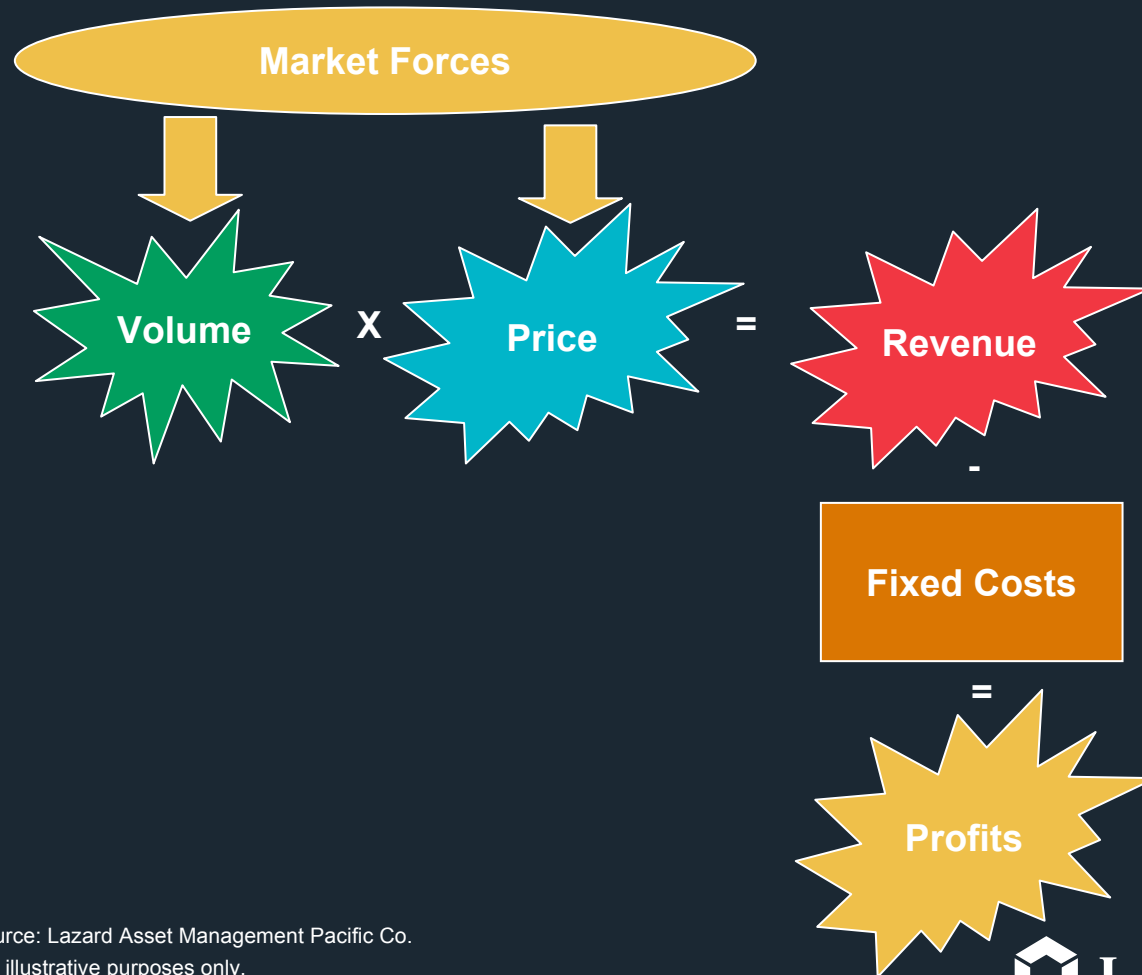 Market Forces
Volume
X
Price
=
Revenue
-
Fixed Costs
=
Profits
urce: Lazard Asset Management Pacific Co.
illustrative purposes only.
L